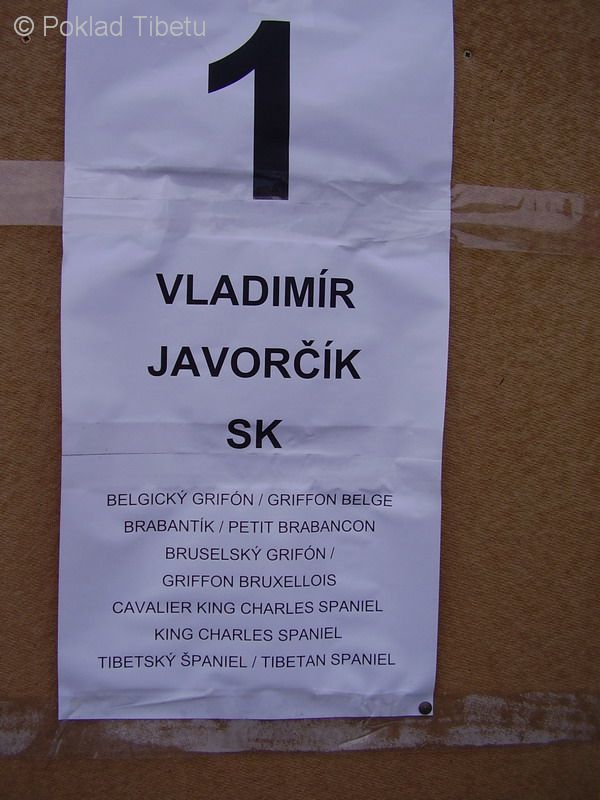 © Poklad Tibetu
1
VLADIMÍR
JAVORČÍK
SK
BELGICKÝ GRIFÓN / GRIFFON BELGE
BRABANTÍK / PETIT BRABANCON
BRUSELSKÝ GRIFÓN /
GRIFFON BRUXELLOIS
CAVALIER KING CHARLES SPANIEL
KING CHARLES SPANIEL
TIBETSKÝ ŠPANIEL / TIBETAN SPANIEL